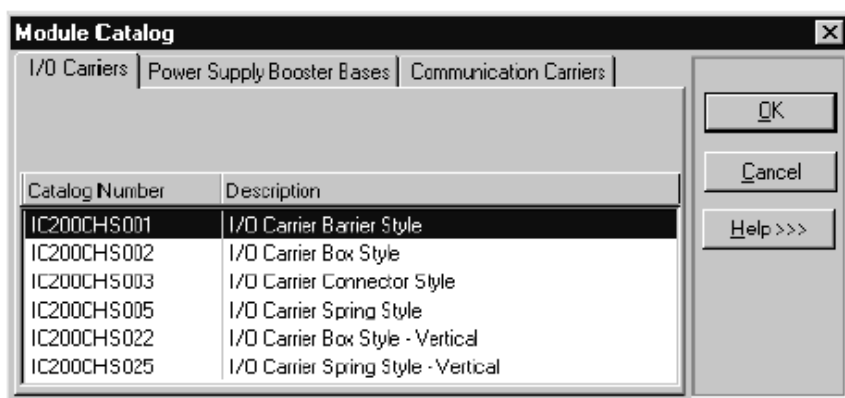 Module Catalog
I/O Carriers Power Supply Booster Bases Communication Carriers
OK
Cancel
Help >>>
Catalog Number Description
IC200CHS001 I/O Carrier Barrier Style
IC200CHS002 I/O Carrier Box Style
IC200CHS003 I/O Carrier Connector Style
IC200CHS005 I/O Carrier Spring Style
IC200CHS022 I/O Carrier Box Style - Vertical
IC200CHS025 I/O Carrier Spring Style - Vertical